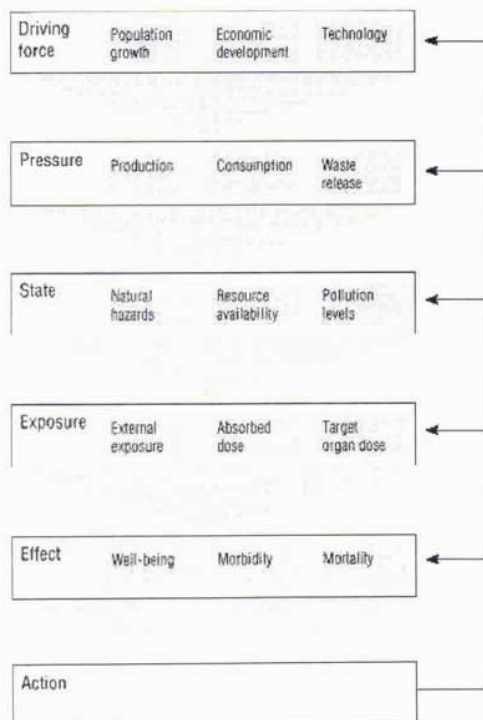 Driving Population Economic Technology
force growth development
Pressure Production Consumption Waste
release
State Natural Resource Pollution
hazards availability levels
Exposure External Absorbed Target
exposure dose organ dose
Effect Well-being Morbidity Mortality
Action